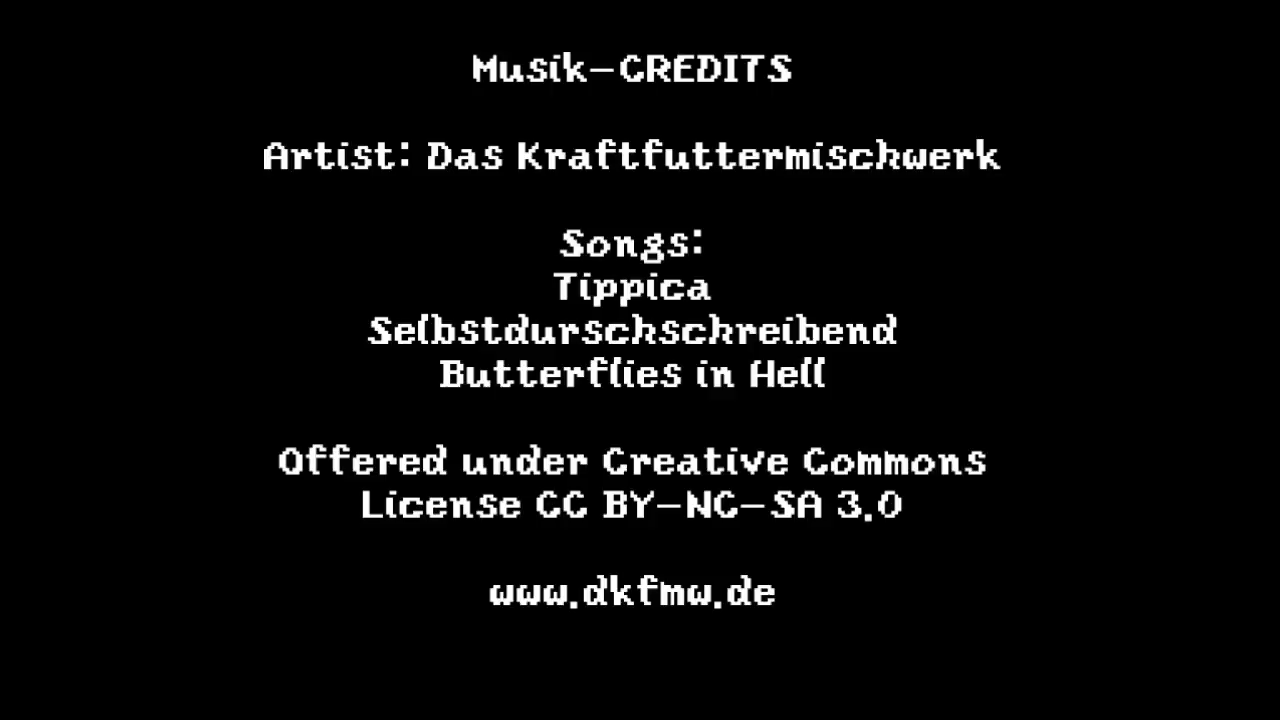 Musik-CREDITS
Artist: Das Kraftfuttermischwerk
Songs:
Tippica
Selbstdurschschreibend
Butterflies in Hell
Offered under Creative Commons
License CC BY-NC-SA 3.0
www.dkfmw.de